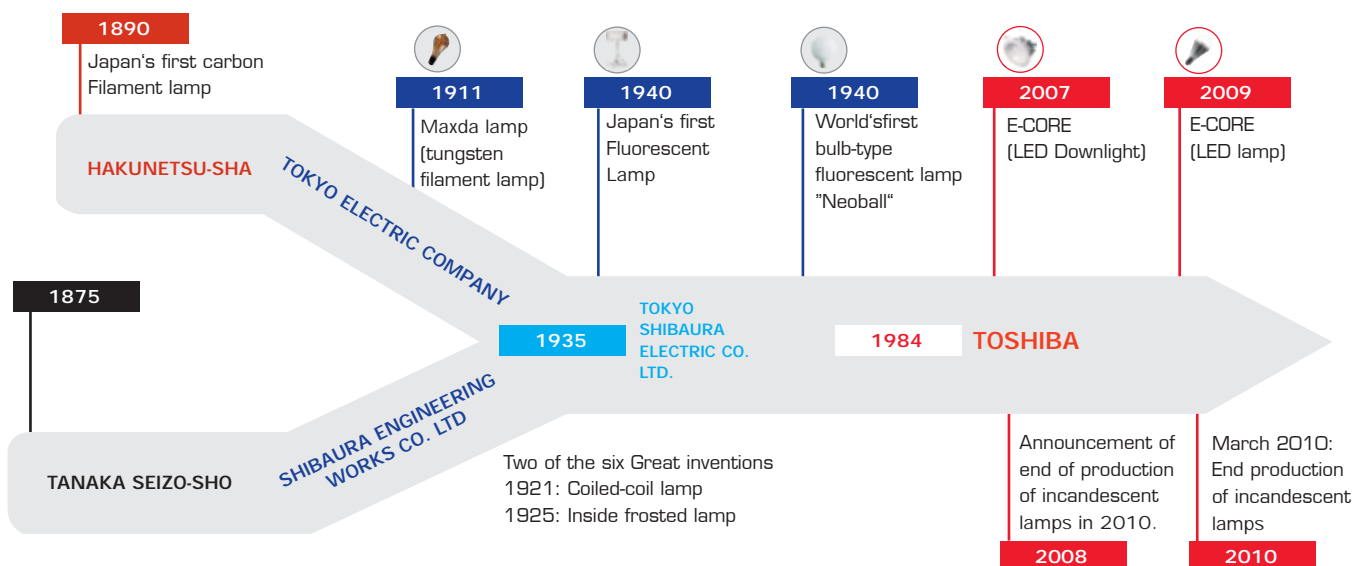 1890
Japan‘s first carbon
Filament lamp
1911
Maxda lamp
(tungsten
filament lamp)
1940
Japan‘s first
Fluorescent
Lamp
1940
World‘sfirst
bulb-type
fluorescent lamp
”Neoball“
2007
E-CORE
(LED Downlight)
2009
E-CORE
(LED lamp)
HAKUNETSU-SHA
TOKYO ELECTRIC COMPANY
1875
TANAKA SEIZO-SHO
SHIBAURA ENGINEERING
WORKS CO. LTD
1935
TOKYO
SHIBAURA
ELECTRIC CO.
LTD.
1984
TOSHIBA
Two of the six Great inventions
1921: Coiled-coil lamp
1925: Inside frosted lamp
Announcement of
end of production
of incandescent
lamps in 2010.
2008
March 2010:
End production
of incandescent
lamps
2010